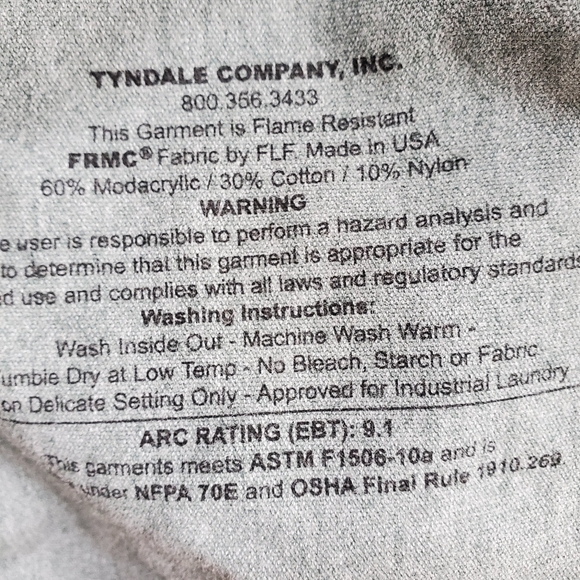 TYNDALE COMPANY, INC.
800.356.3433
This Garment is Flame Resistant
FRMC® Fabric by FLF. Made in USA
60% Modacrylic / 30% Cotton / 10% Nylon
WARNING
e user is responsible to perform a hazard analysis and
to determine that this garment is appropriate for the
d use and complies with all laws and regulatory standards
Washing Instructions:
Wash Inside Out - Machine Wash Warm -
umble Dry at Low Temp - No Bleach, Starch or Fabric
on Delicate Setting Only - Approved for Industrial Laundry
ARC RATING (EBT): 9.1
This garments meets ASTM F1506-10a and is
under NFPA 70E and OSHA Final Rule 1910.269.